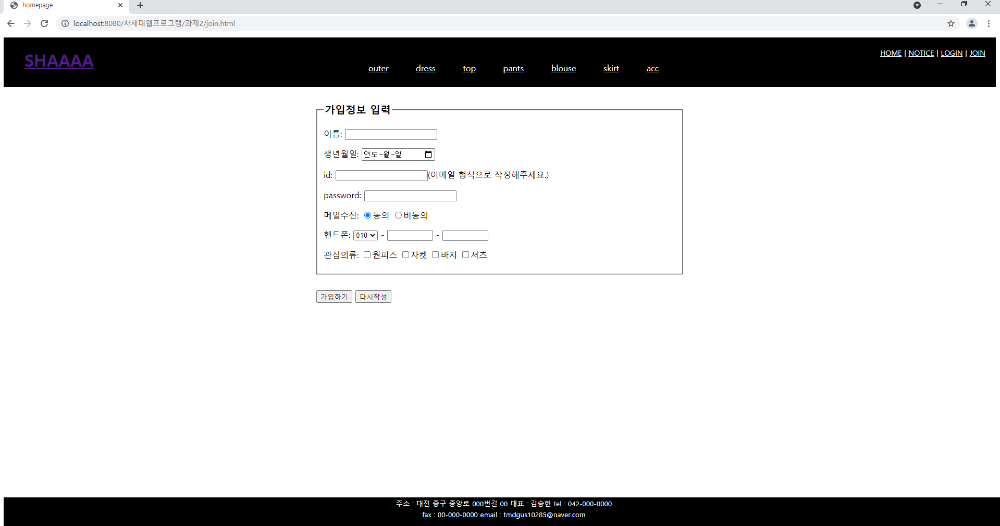 homepage
localhost:8080/차세대웹프로그램/과제2/join.html
HOME | NOTICE | LOGIN | JOIN
SHAAAA
outer dress top pants blouse skirt acc
가입정보 입력
이름:
생년월일: 연도-월-일
id: (이메일 형식으로 작성해주세요.)
password:
메일수신: 동의 비동의
핸드폰: 010 - -
관심의류: 원피스 자켓 바지 셔츠
가입하기 다시작성
주소 : 대전 중구 중앙로 000번길 00 대표 : 김승현 tel : 042-000-0000
fax : 00-000-0000 email : tmdgus10285@naver.com